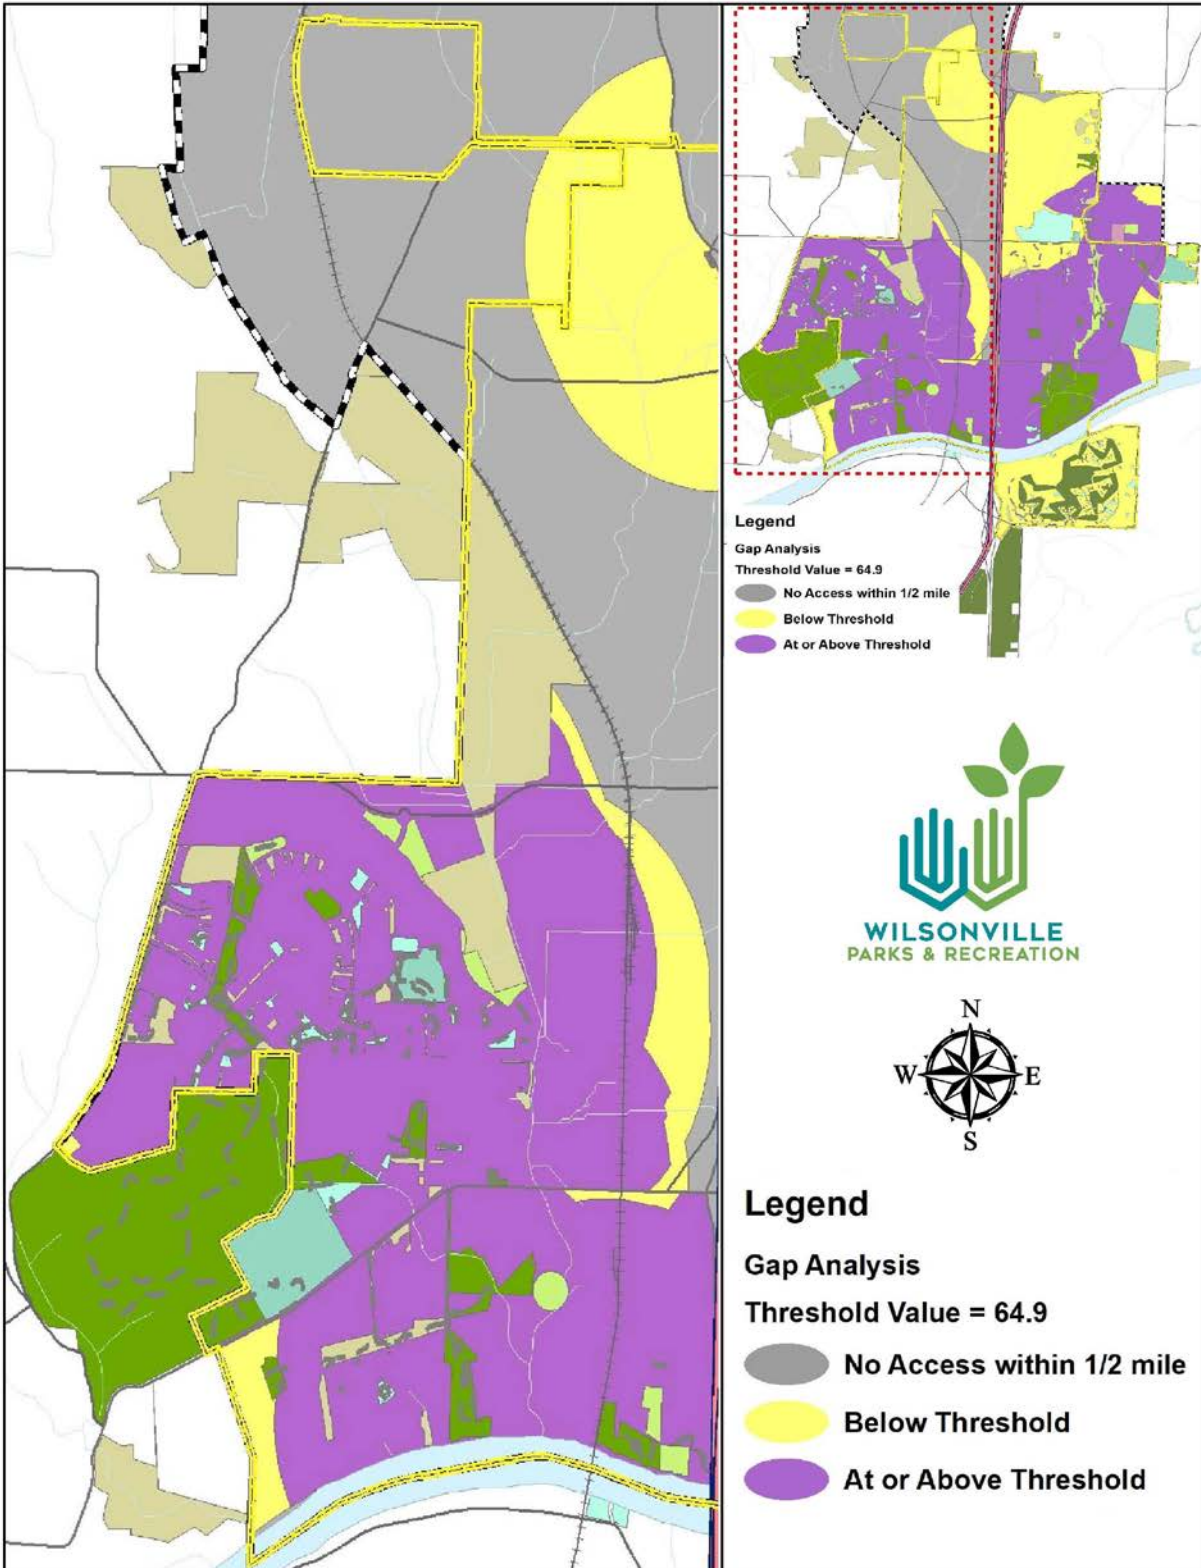 Legend
Gap Analysis
Threshold Value = 64.9
No Access within 1/2 mile
Below Threshold
At or Above Threshold
WILSONVILLE
PARKS & RECREATION
N
W E
S
Legend
Gap Analysis
Threshold Value = 64.9
No Access within 1/2 mile
Below Threshold
At or Above Threshold